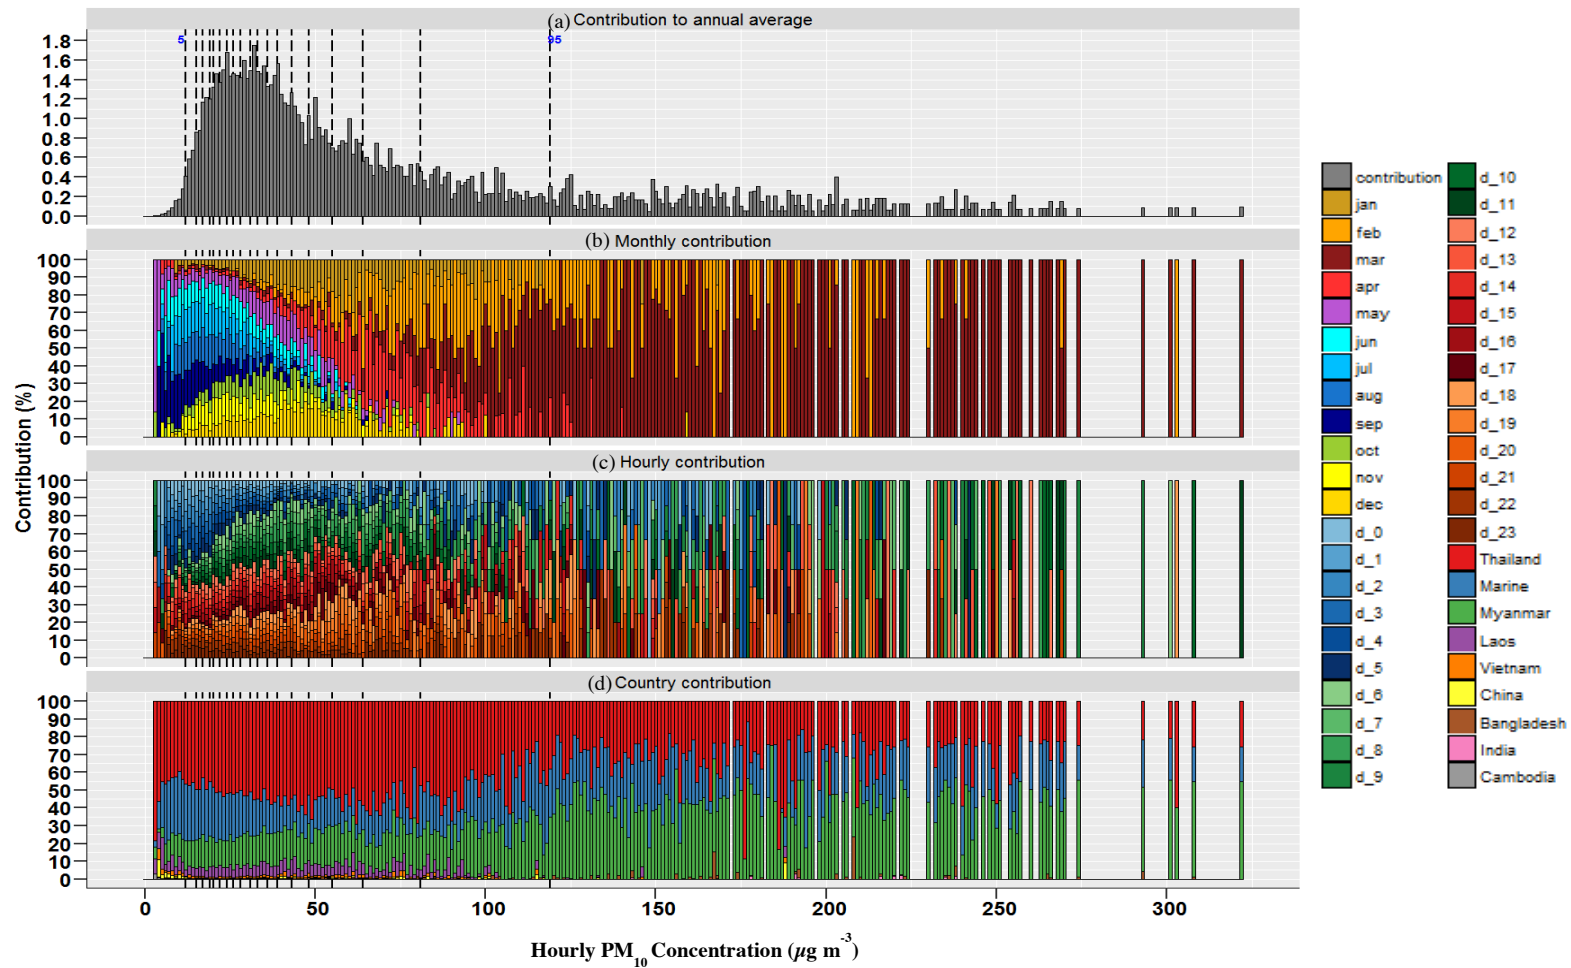 (a) Contribution to annual average
5
95
1.8
1.6
1.4
1.2
1.0
0.8
0.6
0.4
0.2
0.0
(b) Monthly contribution
100
90
80
70
60
50
40
30
20
10
0
Contribution (%)
(c) Hourly contribution
100
90
80
70
60
50
40
30
20
10
0
(d) Country contribution
100
90
80
70
60
50
40
30
20
10
0
0 50 100 150 200 250 300
Hourly PM10 Concentration (µg m-3)
contribution
jan
feb
mar
apr
may
jun
jul
aug
sep
oct
nov
dec
d_0
d_1
d_2
d_3
d_4
d_5
d_6
d_7
d_8
d_9
d_10
d_11
d_12
d_13
d_14
d_15
d_16
d_17
d_18
d_19
d_20
d_21
d_22
d_23
Thailand
Marine
Myanmar
Laos
Vietnam
China
Bangladesh
India
Cambodia